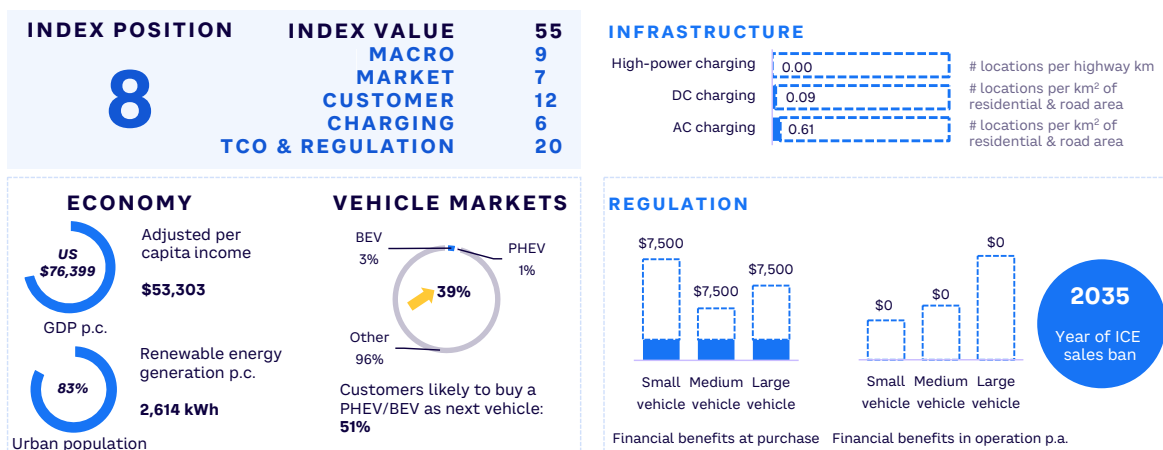 INDEX POSITION
8
INDEX VALUE 55
MACRO 9
MARKET 7
CUSTOMER 12
CHARGING 6
TCO & REGULATION 20
INFRASTRUCTURE
High-power charging 0.00 # locations per highway km
DC charging 0.09 # locations per km² of
residential & road area
AC charging 0.61 # locations per km² of
residential & road area
ECONOMY
US
$76,399
GDP p.c.
Adjusted per
capita income
$53,303
83%
Urban population
Renewable energy
generation p.c.
2,614 kWh
VEHICLE MARKETS
BEV
3%
PHEV
1%
39%
Other
96%
Customers likely to buy a
PHEV/BEV as next vehicle:
51%
REGULATION
$7,500
$7,500
$7,500
Small
vehicle
Medium
vehicle
Large
vehicle
Financial benefits at purchase
$0
$0
$0
Small
vehicle
Medium
vehicle
Large
vehicle
Financial benefits in operation p.a.
2035
Year of ICE
sales ban